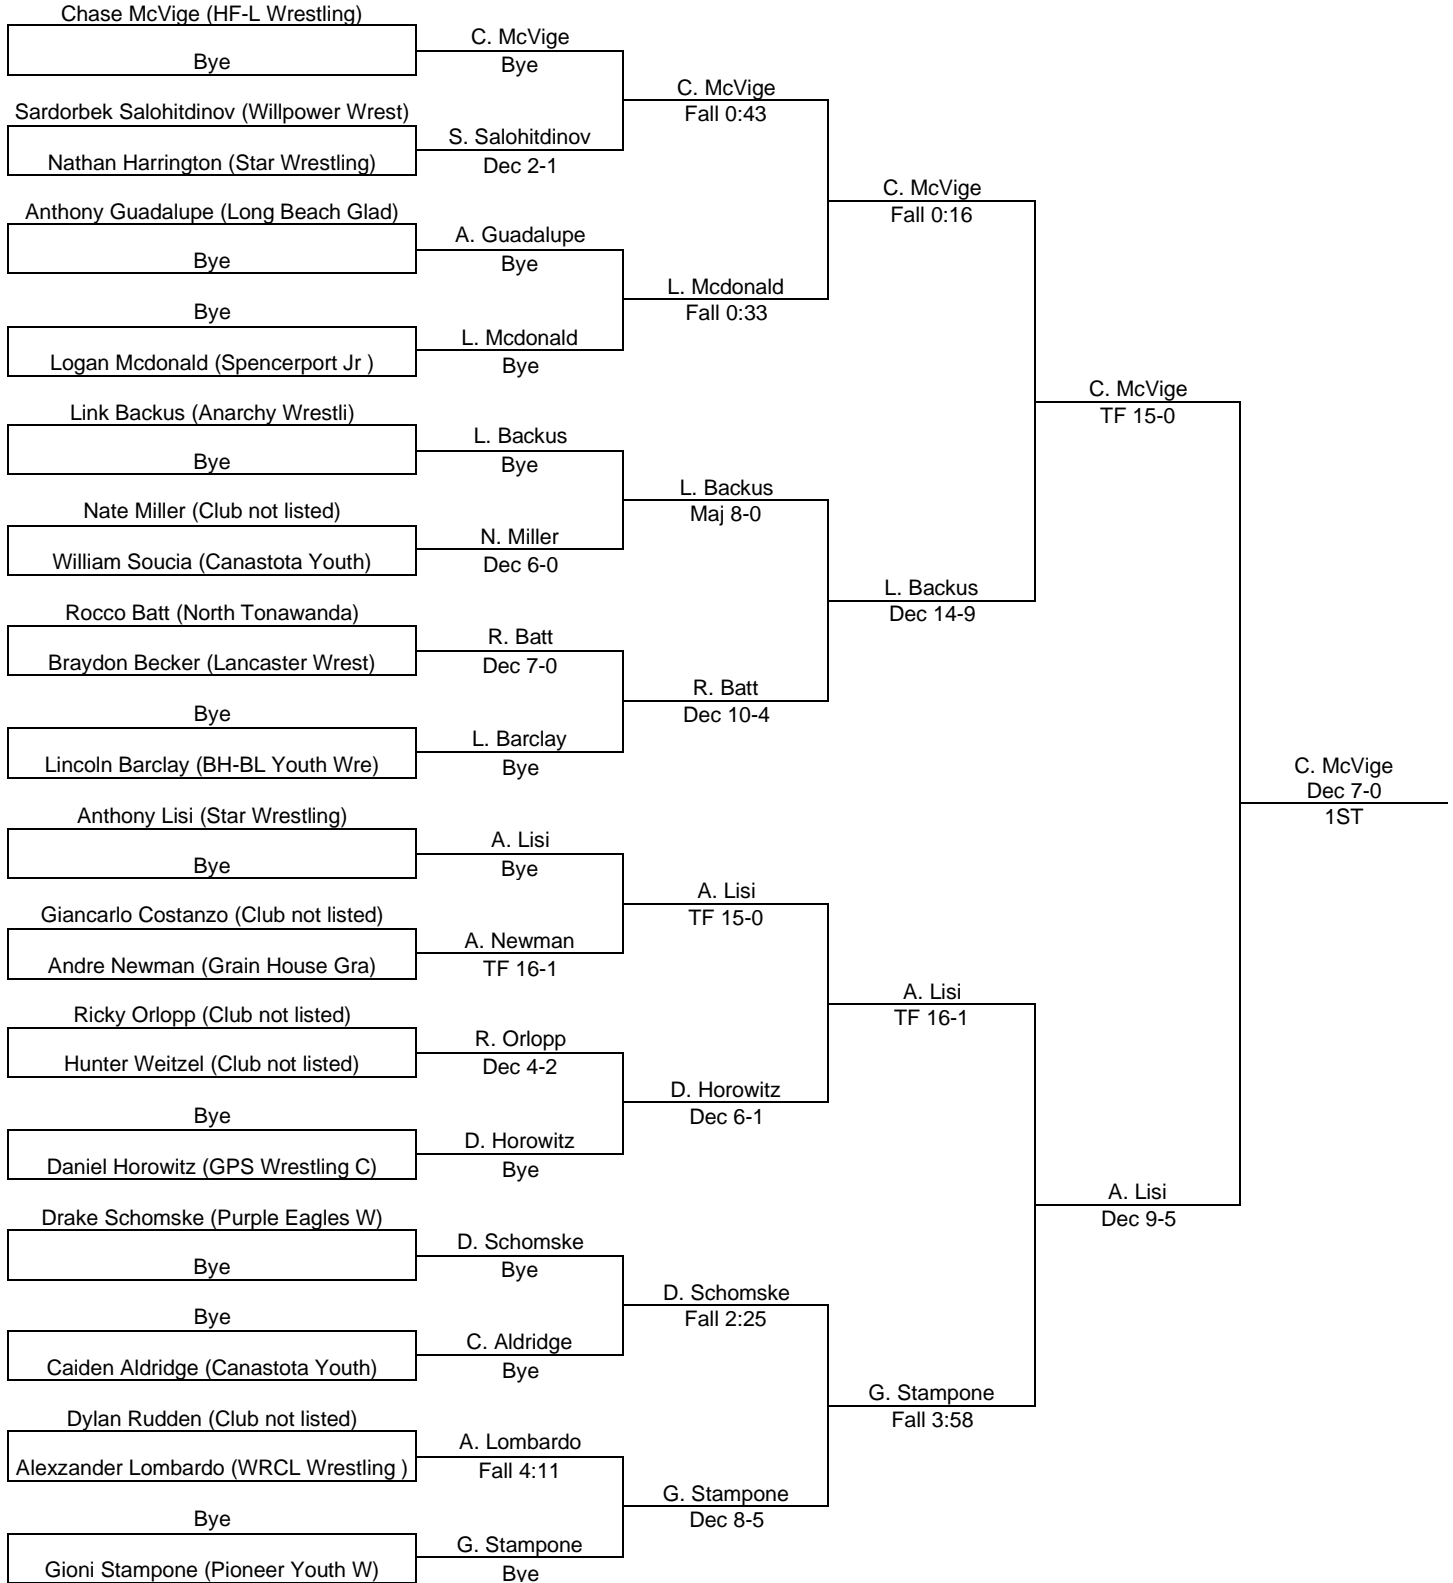 Chase McVige (HF-L Wrestling)
Bye
Sardorbek Salohitdinov (Willpower Wrest)
Nathan Harrington (Star Wrestling)
Anthony Guadalupe (Long Beach Glad)
Bye
Bye
Logan Mcdonald (Spencerport Jr )
Link Backus (Anarchy Wrestli)
Bye
Nate Miller (Club not listed)
William Soucia (Canastota Youth)
Rocco Batt (North Tonawanda)
Braydon Becker (Lancaster Wrest)
Bye
Lincoln Barclay (BH-BL Youth Wre)
Anthony Lisi (Star Wrestling)
Bye
Giancarlo Costanzo (Club not listed)
Andre Newman (Grain House Gra)
Ricky Orlopp (Club not listed)
Hunter Weitzel (Club not listed)
Bye
Daniel Horowitz (GPS Wrestling C)
Drake Schomske (Purple Eagles W)
Bye
Bye
Caiden Aldridge (Canastota Youth)
Dylan Rudden (Club not listed)
Alexzander Lombardo (WRCL Wrestling )
Bye
Gioni Stampone (Pioneer Youth W)
C. McVige
Bye
S. Salohitdinov
Dec 2-1
A. Guadalupe
Bye
L. Mcdonald
Bye
L. Backus
Bye
N. Miller
Dec 6-0
R. Batt
Dec 7-0
L. Barclay
Bye
A. Lisi
Bye
A. Newman
TF 16-1
R. Orlopp
Dec 4-2
D. Horowitz
Bye
D. Schomske
Bye
C. Aldridge
Bye
A. Lombardo
Fall 4:11
G. Stampone
Bye
C. McVige
Fall 0:43
L. Mcdonald
Fall 0:33
L. Backus
Maj 8-0
R. Batt
Dec 10-4
A. Lisi
TF 15-0
D. Horowitz
Dec 6-1
D. Schomske
Fall 2:25
G. Stampone
Dec 8-5
C. McVige
Fall 0:16
L. Backus
Dec 14-9
A. Lisi
TF 16-1
G. Stampone
Fall 3:58
C. McVige
TF 15-0
A. Lisi
Dec 9-5
C. McVige
Dec 7-0
1ST